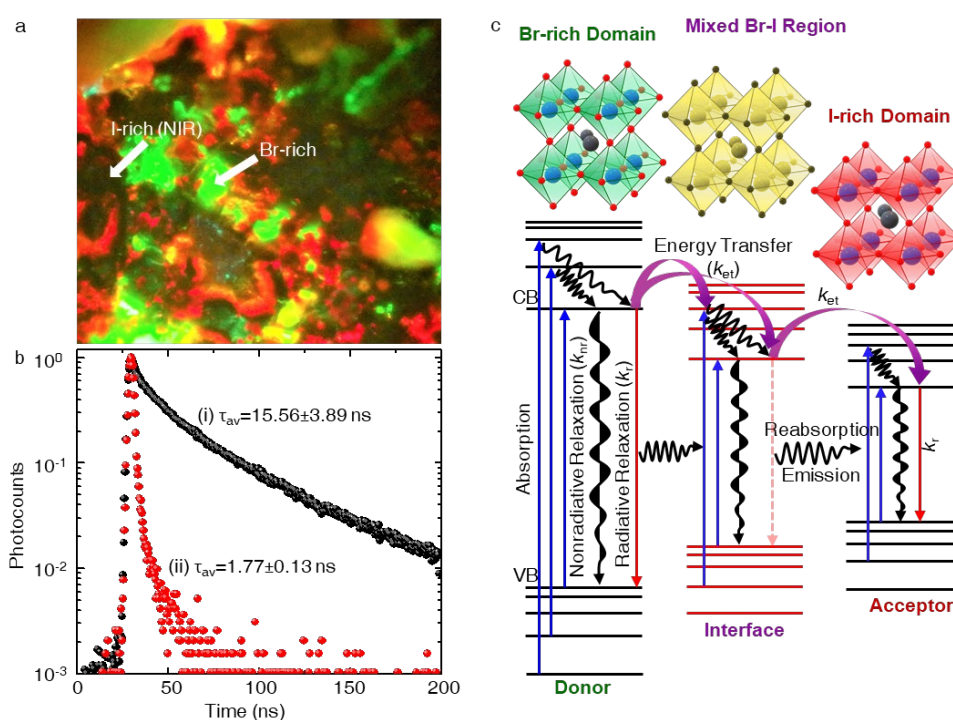 a
I-rich (NIR)
Br-rich
b
10⁰
10⁻¹
10⁻²
10⁻³
Photocounts
(i) τav=15.56±3.89 ns
(ii) τav=1.77±0.13 ns
0
50
100
150
200
Time (ns)
c
Br-rich Domain
Mixed Br-I Region
I-rich Domain
Energy Transfer
(ket)
ket
CB
VB
Absorption
Nonradiative Relaxation (knr)
Radiative Relaxation (kr)
Reabsorption
Emission
kr
Donor
Interface
Acceptor